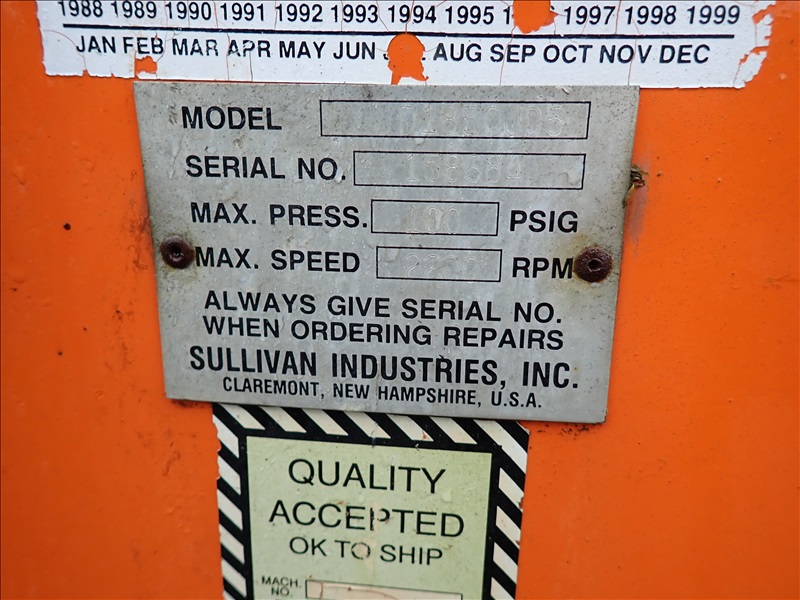 1988 1989 1990 1991 1992 1993 1994 1995 1997 1998 1999
JAN FEB MAR APR MAY JUN AUG SEP OCT NOV DEC
MODEL
SERIAL NO.
MAX. PRESS. 100 PSIG
MAX. SPEED RPM
ALWAYS GIVE SERIAL NO.
WHEN ORDERING REPAIRS
SULLIVAN INDUSTRIES, INC.
CLAREMONT, NEW HAMPSHIRE, U.S.A.
QUALITY
ACCEPTED
OK TO SHIP
MACH.
NO.